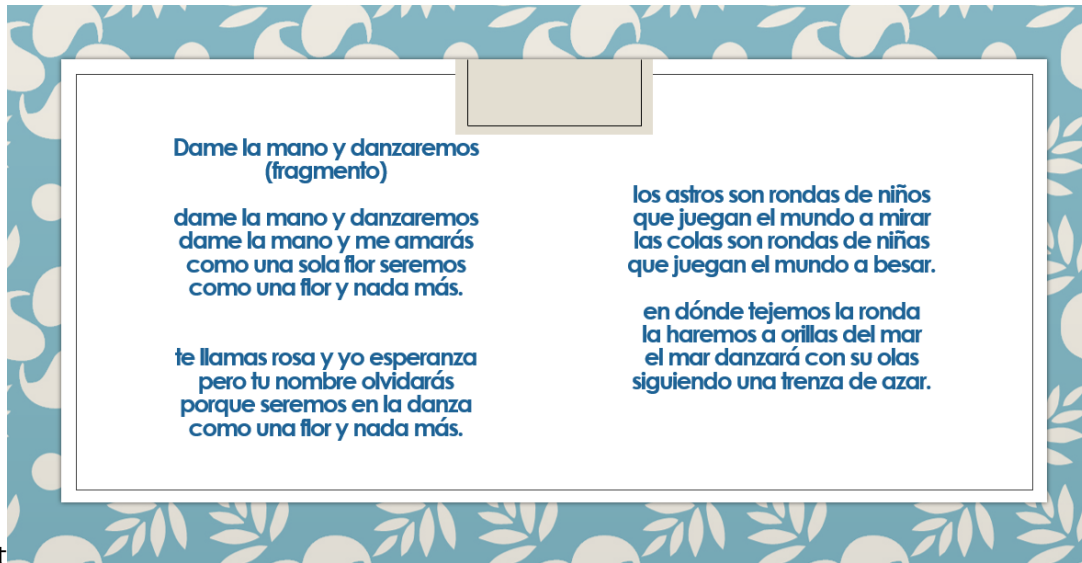 Dame la mano y danzaremos
(fragmento)
dame la mano y danzaremos
dame la mano y me amarás
como una sola flor seremos
como una flor y nada más.
te llamas rosa y yo esperanza
pero tu nombre olvidarás
porque seremos en la danza
como una flor y nada más.
los astros son rondas de niños
que juegan el mundo a mirar
las colas son rondas de niñas
que juegan el mundo a besar.
en dónde tejemos la ronda
la haremos a orillas del mar
el mar danzará con su olas
siguiendo una trenza de azar.
t